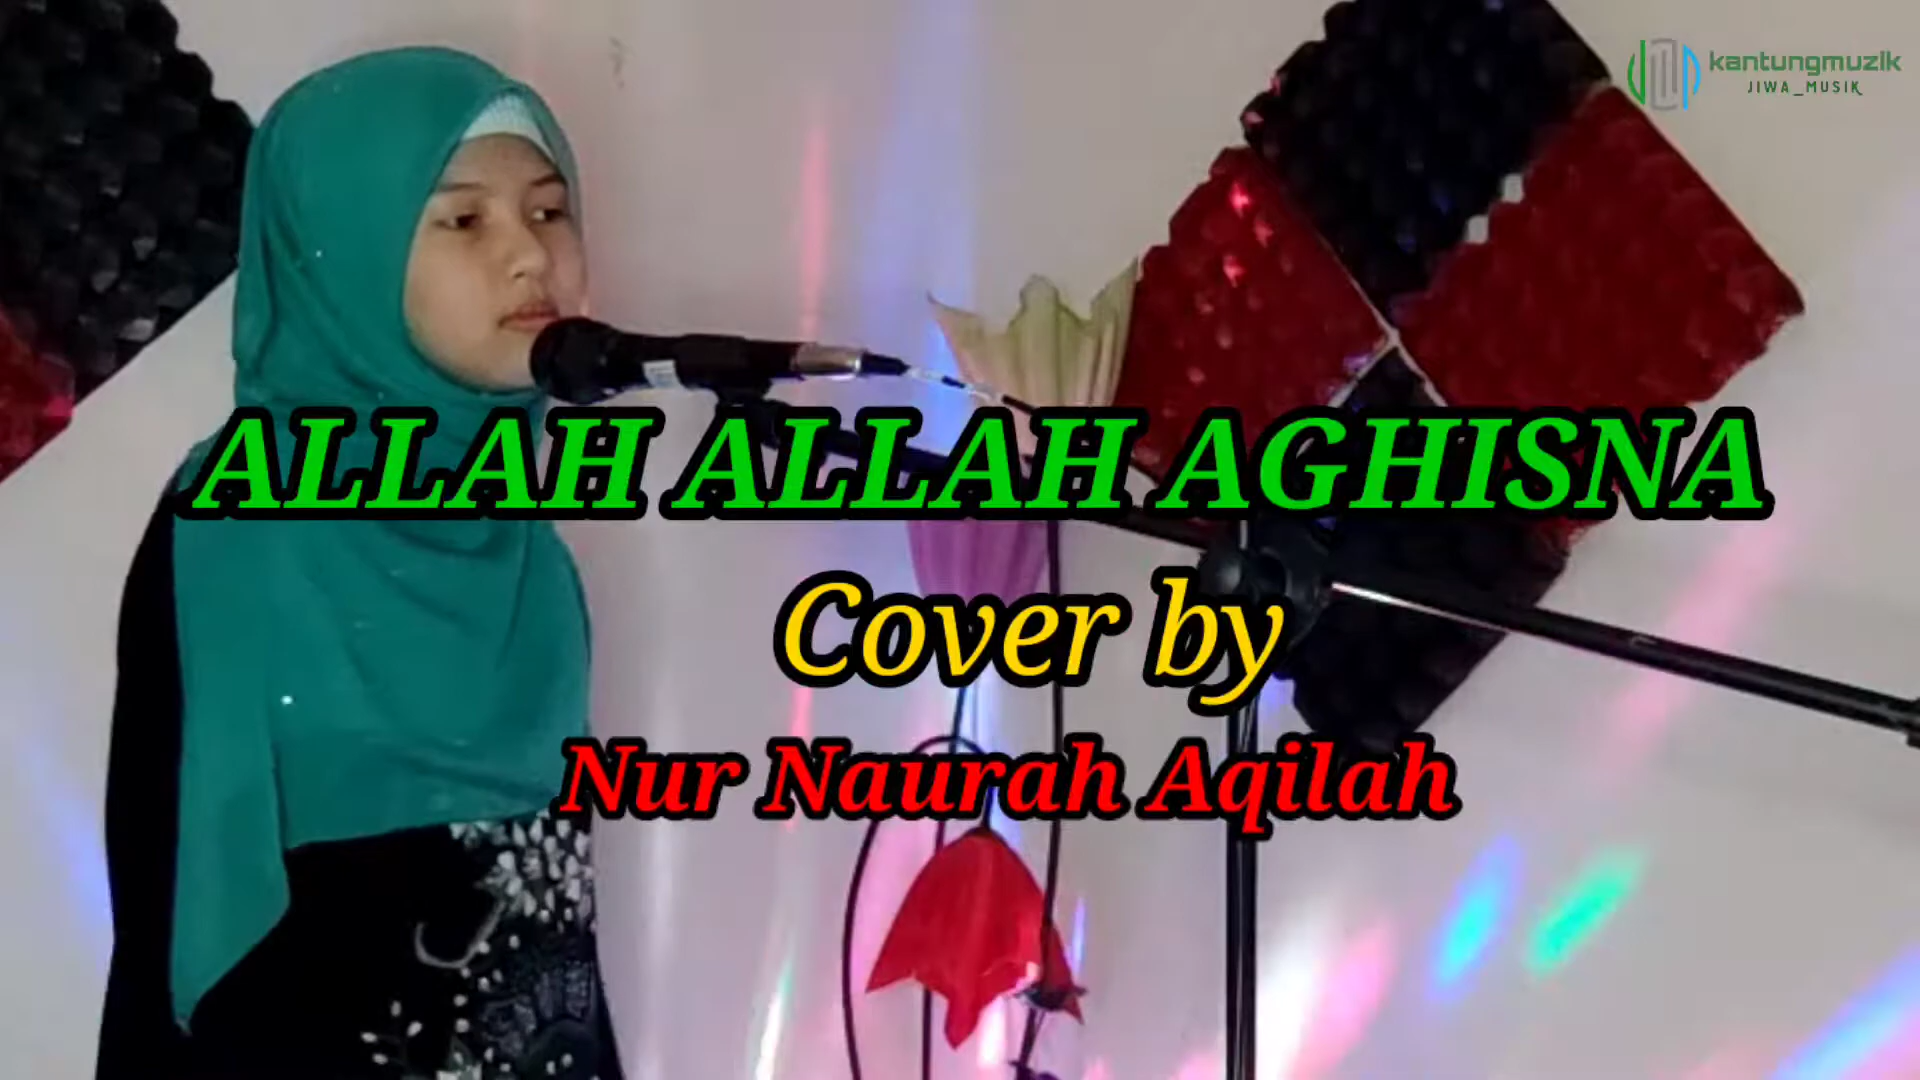 kantungmuzik
JIWA_MUSIK
ALLAH ALLAH AGHISNA
Cover by
Nur Naurah Aqilah